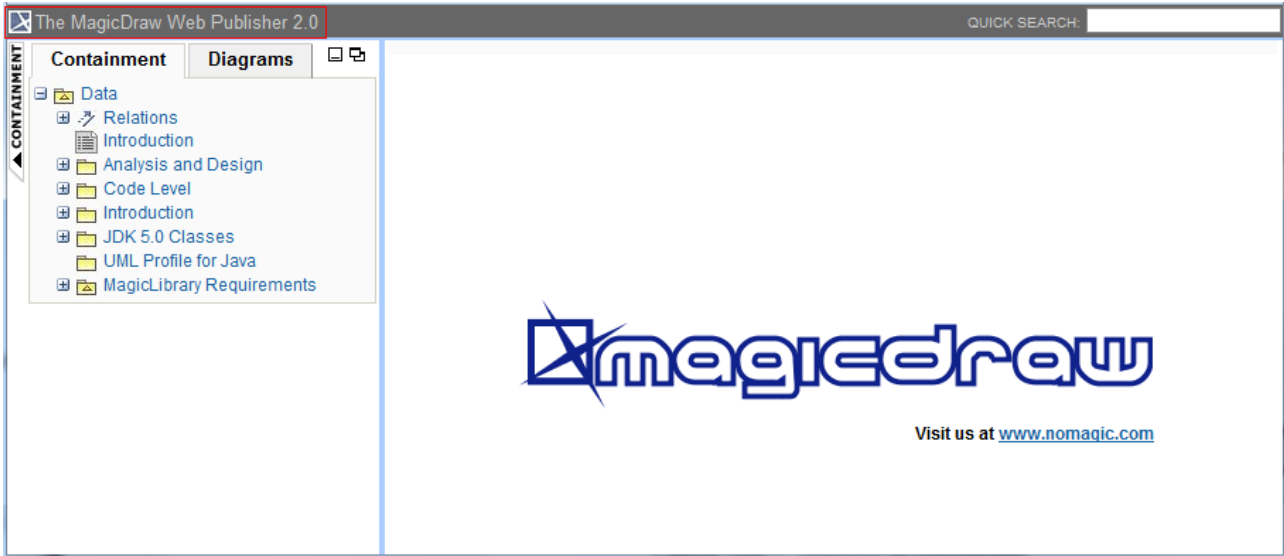 The MagicDraw Web Publisher 2.0
QUICK SEARCH:
CONTAINMENT
Containment
Diagrams
Data
Relations
Introduction
Analysis and Design
Code Level
Introduction
JDK 5.0 Classes
UML Profile for Java
MagicLibrary Requirements
magicdraw
Visit us at www.nomagic.com